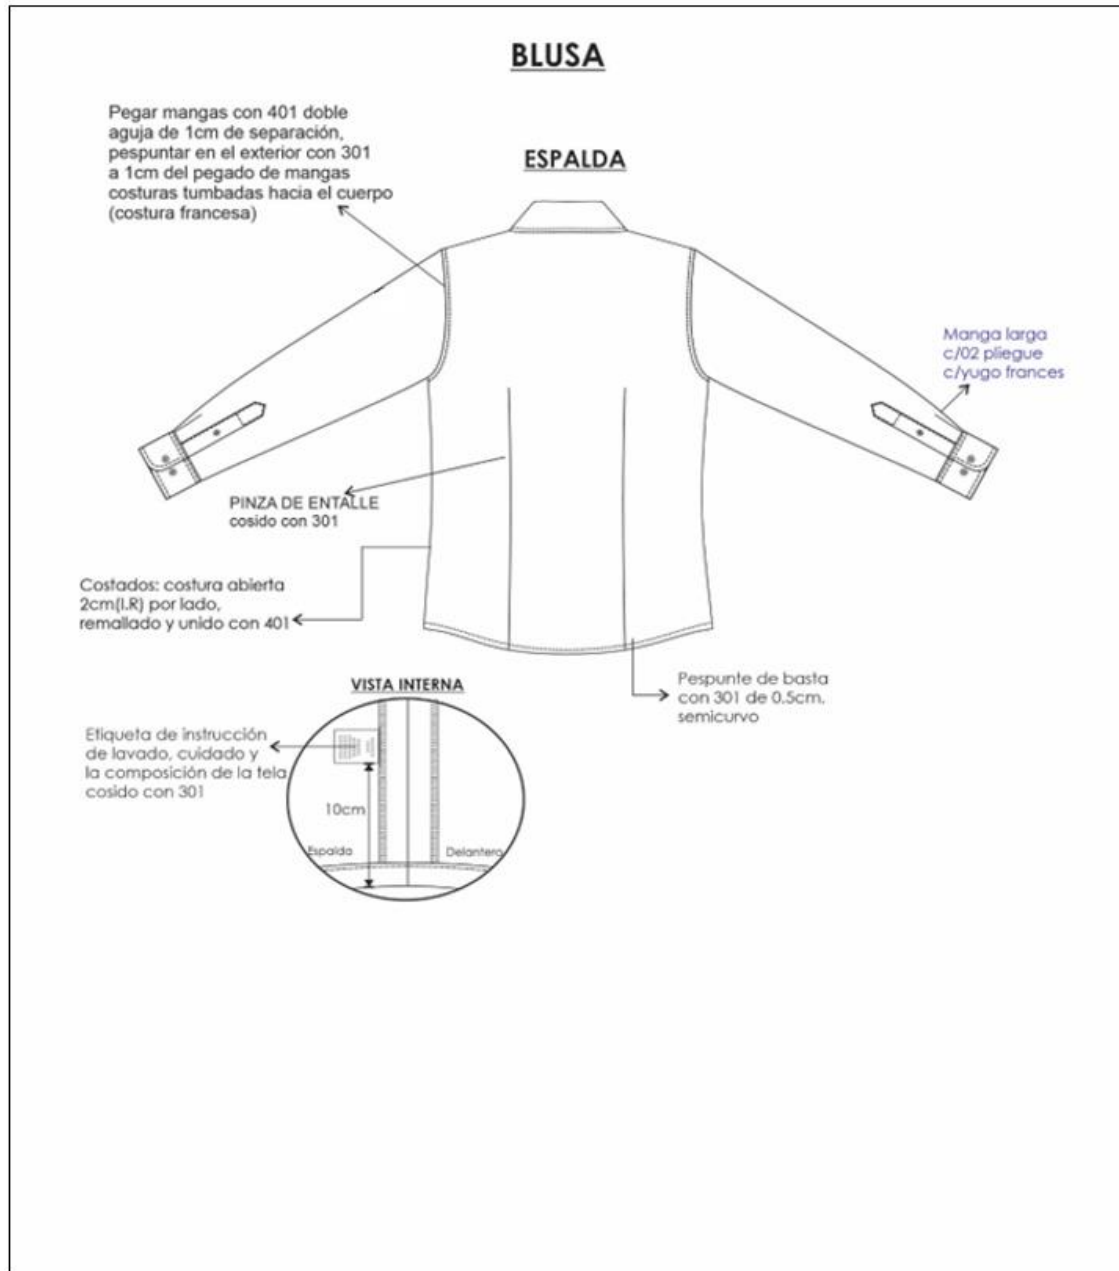 BLUSA
Pegar mangas con 401 doble
aguja de 1cm de separación,
pespuntar en el exterior con 301
a 1cm del pegado de mangas
costuras tumbadas hacia el cuerpo
(costura francesa)
ESPALDA
Manga larga
c/02 pliegue
c/yugo frances
PINZA DE ENTALLE
cosido con 301
Costados: costura abierta
2cm(I.R) por lado,
remallado y unido con 401
Pespunte de basta
con 301 de 0.5cm.
semicurvo
VISTA INTERNA
Etiqueta de instrucción
de lavado, cuidado y
la composición de la tela
cosido con 301
10cm
Espalda
Delantero